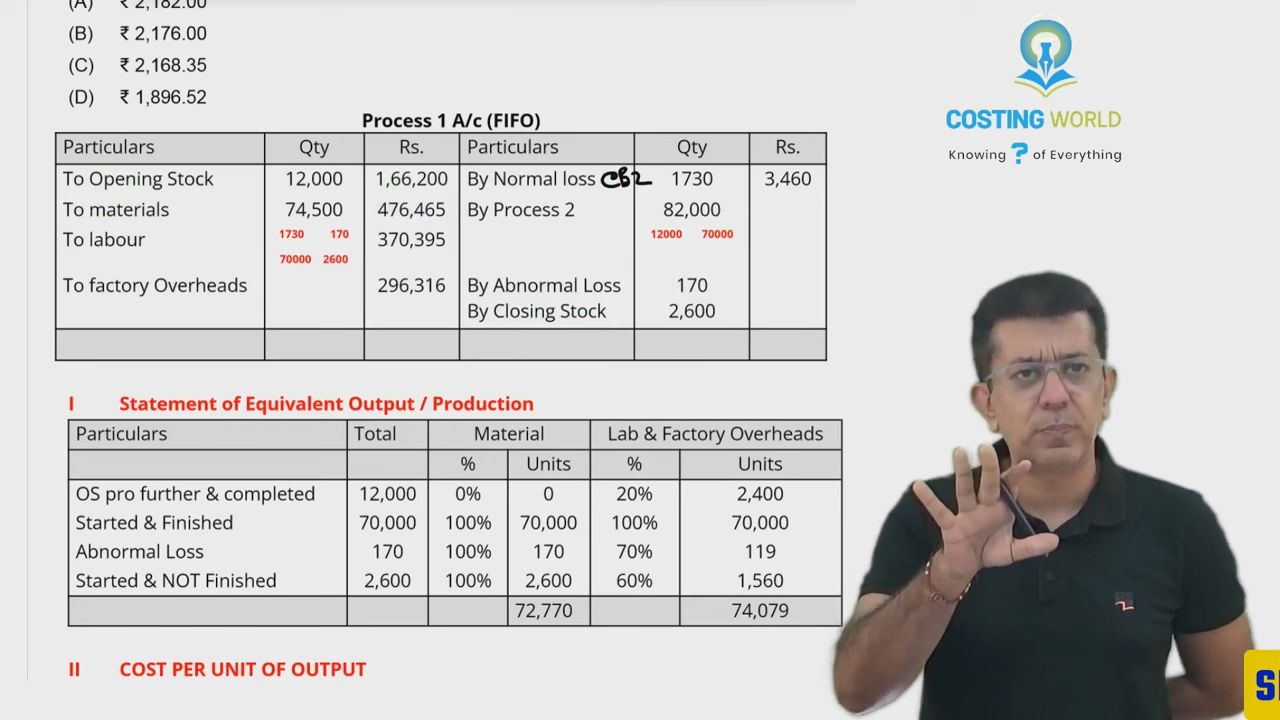 (A) ₹ 2,182.00
(B) ₹ 2,176.00
(C) ₹ 2,168.35
(D) ₹ 1,896.52
COSTING WORLD
Knowing ? of Everything
Process 1 A/c (FIFO)
Particulars Qty Rs. Particulars Qty Rs.
To Opening Stock 12,000 1,66,200 By Normal loss CB2 1730 3,460
To materials 74,500 476,465 By Process 2 82,000
To labour 1730 170 370,395 12000 70000
70000 2600
To factory Overheads 296,316 By Abnormal Loss 170
By Closing Stock 2,600
I Statement of Equivalent Output / Production
Particulars Total Material Lab & Factory Overheads
% Units % Units
OS pro further & completed 12,000 0% 0 20% 2,400
Started & Finished 70,000 100% 70,000 100% 70,000
Abnormal Loss 170 100% 170 70% 119
Started & NOT Finished 2,600 100% 2,600 60% 1,560
72,770 74,079
II COST PER UNIT OF OUTPUT